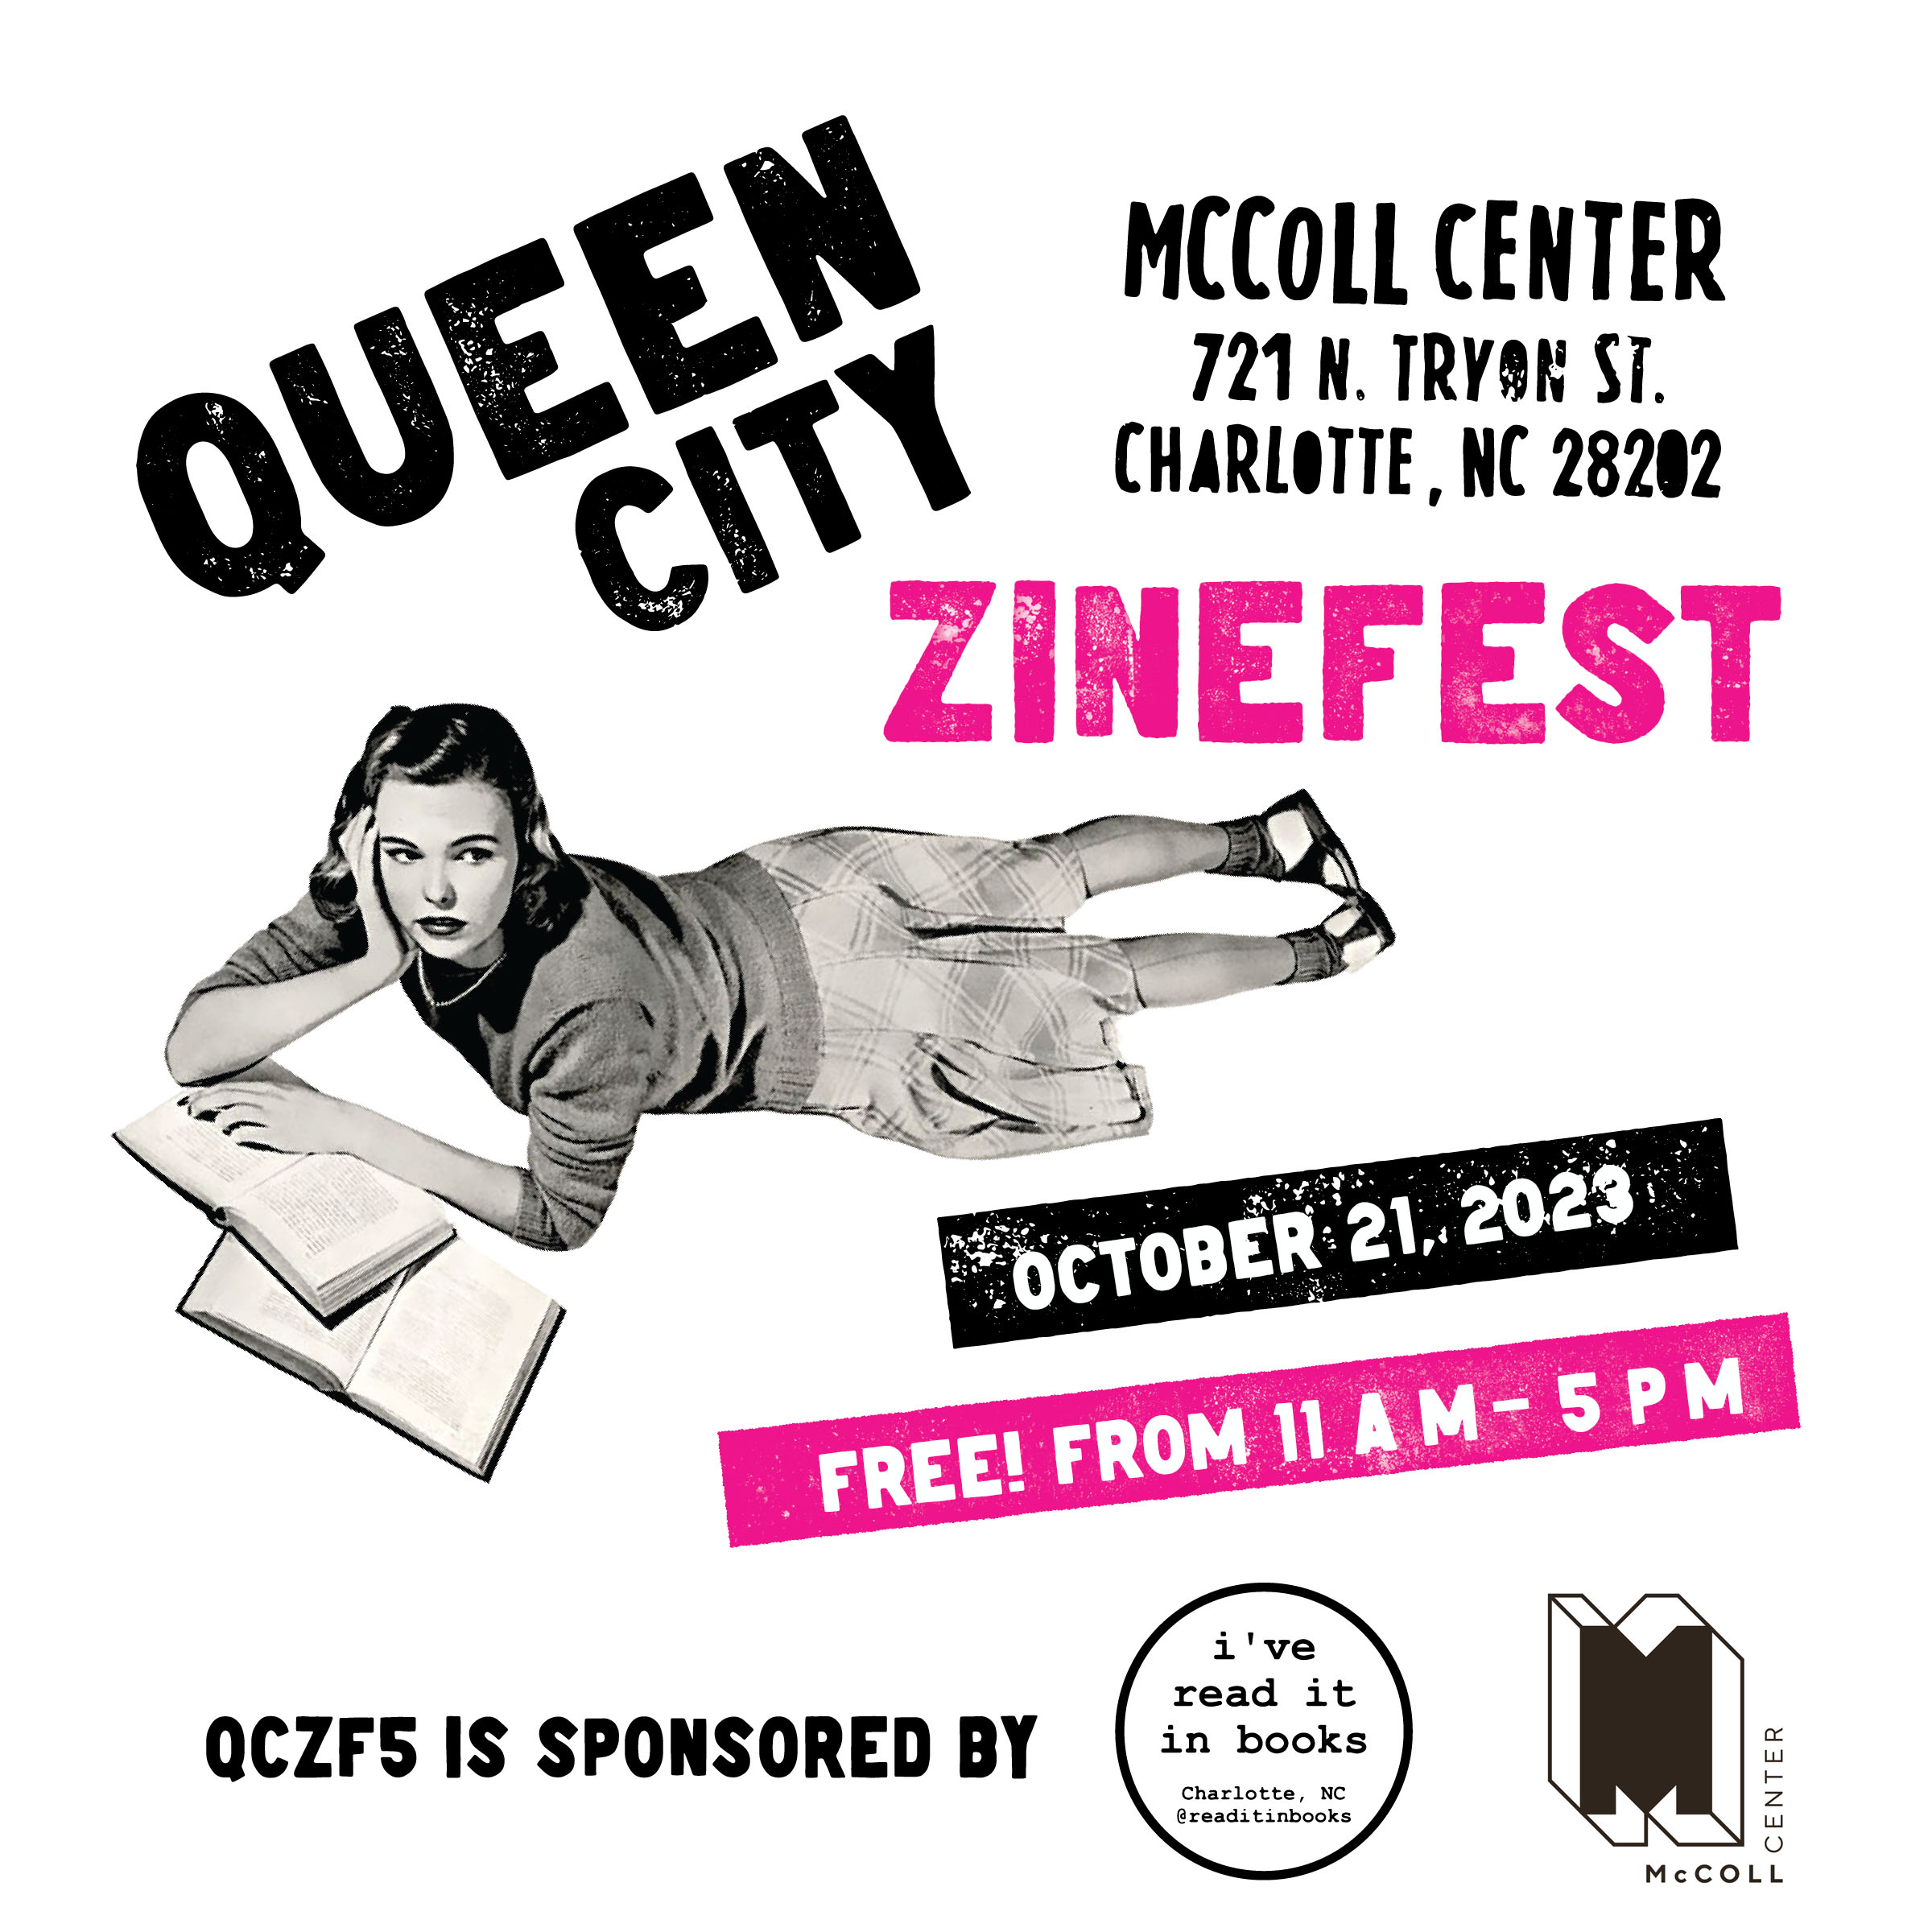 QUEEN
CITY
ZINEFEST
MCCOLL CENTER
721 N. TRYON ST.
CHARLOTTE, NC 28202
OCTOBER 21, 2023
FREE! FROM 11 AM- 5 PM
QCZF5 IS SPONSORED BY
i've
read it
in books
Charlotte, NC
@readitinbooks
M
McCOLL
CENTER